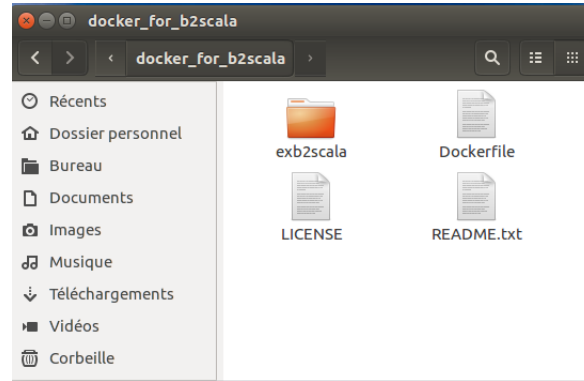 docker_for_b2scala
docker_for_b2scala
Récents
Dossier personnel
Bureau
Documents
Images
Musique
Téléchargements
Vidéos
Corbeille
exb2scala
Dockerfile
LICENSE
README.txt